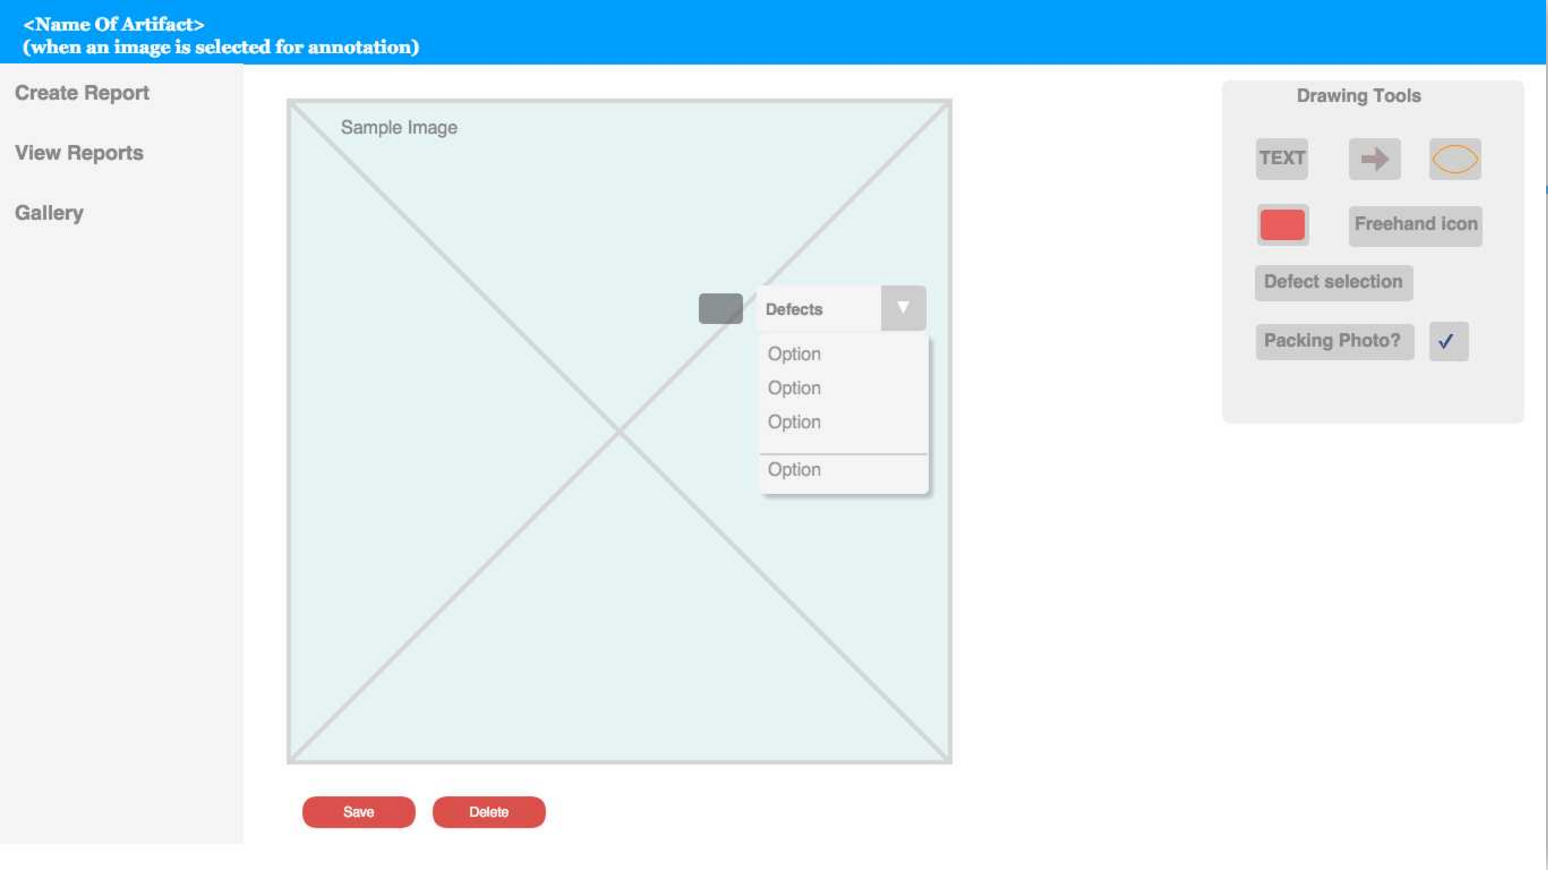 <Name Of Artifact>
(when an image is selected for annotation)
Create Report
View Reports
Gallery
Sample Image
Defects
Option
Option
Option
Option
Save
Delete
Drawing Tools
TEXT
Freehand icon
Defect selection
Packing Photo?